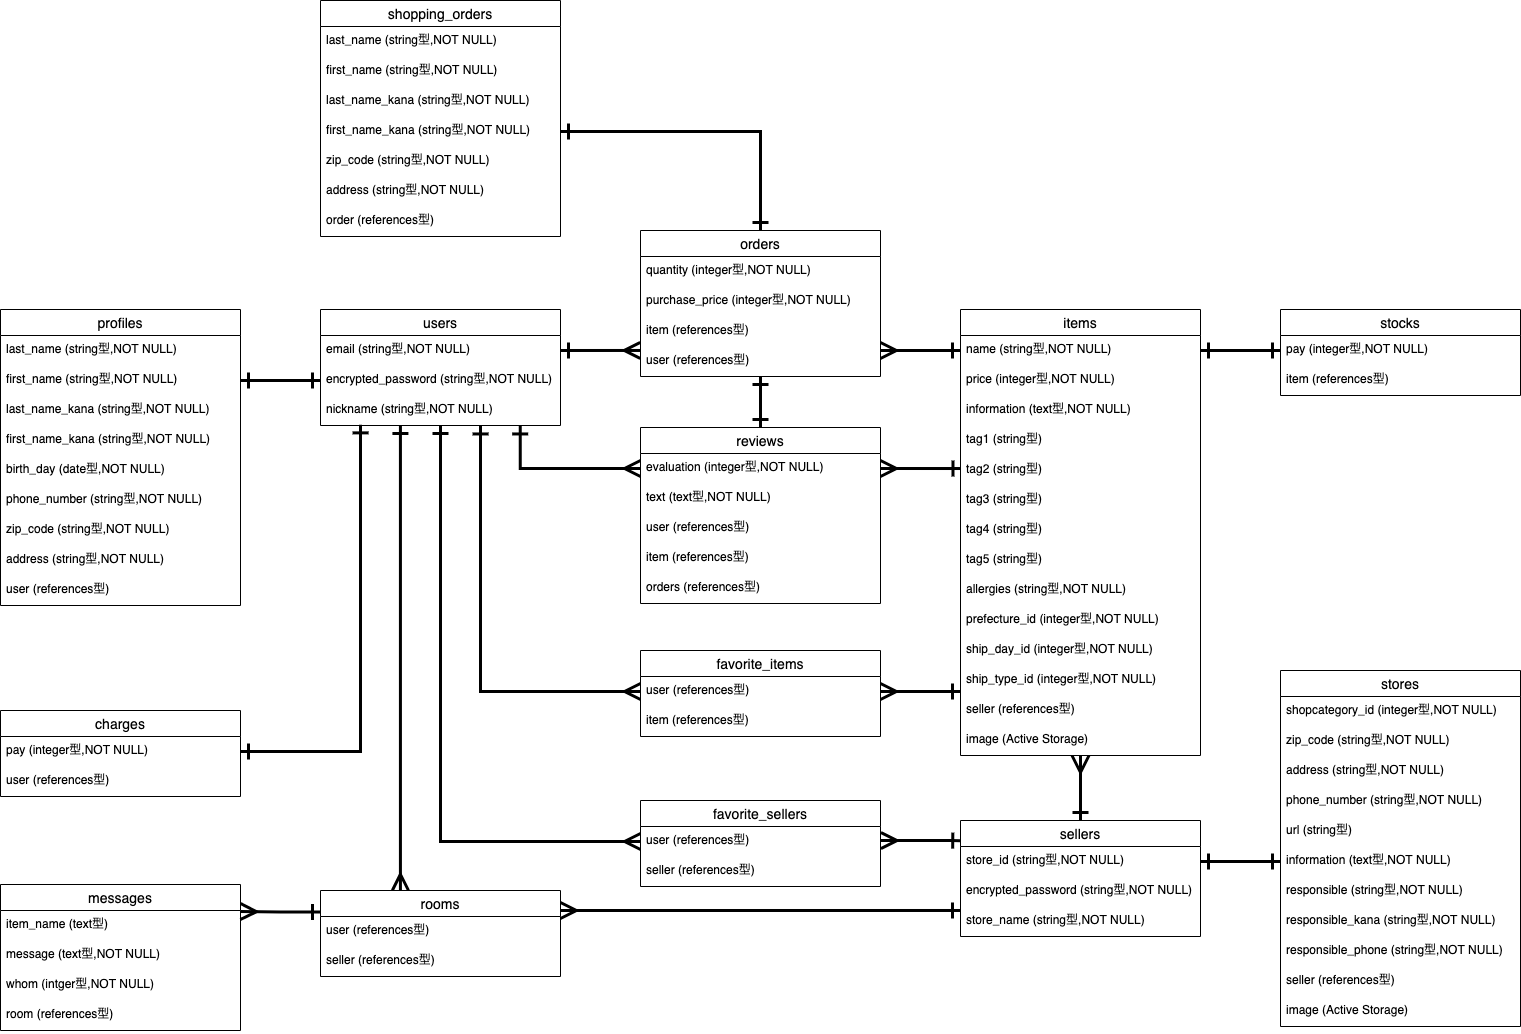 shopping_orders
last_name (string型,NOT NULL)
first_name (string型,NOT NULL)
last_name_kana (string型,NOT NULL)
first_name_kana (string型,NOT NULL)
zip_code (string型,NOT NULL)
address (string型,NOT NULL)
order (references型)
orders
quantity (integer型,NOT NULL)
purchase_price (integer型,NOT NULL)
item (references型)
user (references型)
profiles
last_name (string型,NOT NULL)
first_name (string型,NOT NULL)
last_name_kana (string型,NOT NULL)
first_name_kana (string型,NOT NULL)
birth_day (date型,NOT NULL)
phone_number (string型,NOT NULL)
zip_code (string型,NOT NULL)
address (string型,NOT NULL)
user (references型)
users
email (string型,NOT NULL)
encrypted_password (string型,NOT NULL)
nickname (string型,NOT NULL)
items
name (string型,NOT NULL)
price (integer型,NOT NULL)
information (text型,NOT NULL)
tag1 (string型)
tag2 (string型)
tag3 (string型)
tag4 (string型)
tag5 (string型)
allergies (string型,NOT NULL)
prefecture_id (integer型,NOT NULL)
ship_day_id (integer型,NOT NULL)
ship_type_id (integer型,NOT NULL)
seller (references型)
image (Active Storage)
stocks
pay (integer型,NOT NULL)
item (references型)
reviews
evaluation (integer型,NOT NULL)
text (text型,NOT NULL)
user (references型)
item (references型)
orders (references型)
favorite_items
user (references型)
item (references型)
charges
pay (integer型,NOT NULL)
user (references型)
favorite_sellers
user (references型)
seller (references型)
sellers
store_id (string型,NOT NULL)
encrypted_password (string型,NOT NULL)
store_name (string型,NOT NULL)
stores
shopcategory_id (integer型,NOT NULL)
zip_code (string型,NOT NULL)
address (string型,NOT NULL)
phone_number (string型,NOT NULL)
url (string型)
information (text型,NOT NULL)
responsible (string型,NOT NULL)
responsible_kana (string型,NOT NULL)
responsible_phone (string型,NOT NULL)
seller (references型)
image (Active Storage)
messages
item_name (text型)
message (text型,NOT NULL)
whom (intger型,NOT NULL)
room (references型)
rooms
user (references型)
seller (references型)